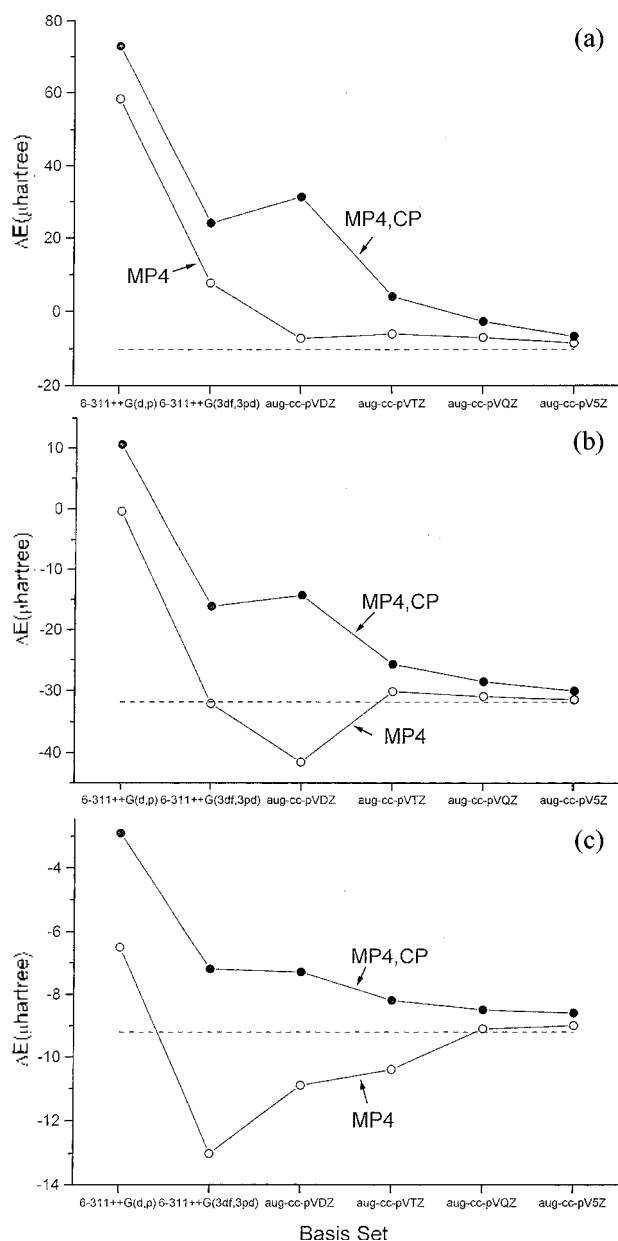 (a)
80
60
40
20
0
-20
ΔE(μhartree)
MP4,CP
MP4
6-311++G(d,p) 6-311++G(3df,3pd) aug-cc-pVDZ aug-cc-pVTZ aug-cc-pVQZ aug-cc-pV5Z
(b)
10
0
-10
-20
-30
-40
ΔE(μhartree)
MP4,CP
MP4
6-311++G(d,p) 6-311++G(3df,3pd) aug-cc-pVDZ aug-cc-pVTZ aug-cc-pVQZ aug-cc-pV5Z
(c)
-4
-6
-8
-10
-12
-14
ΔE(μhartree)
MP4,CP
MP4
6-311++G(d,p) 6-311++G(3df,3pd) aug-cc-pVDZ aug-cc-pVTZ aug-cc-pVQZ aug-cc-pV5Z
Basis Set